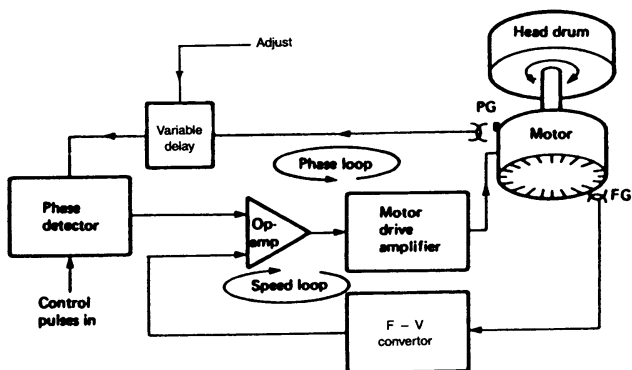 Adjust
Head drum
PG
Variable
delay
Motor
Phase loop
FG
Phase
detector
Op-
amp
Motor
drive
amplifier
Speed loop
Control
pulses in
F – V
convertor